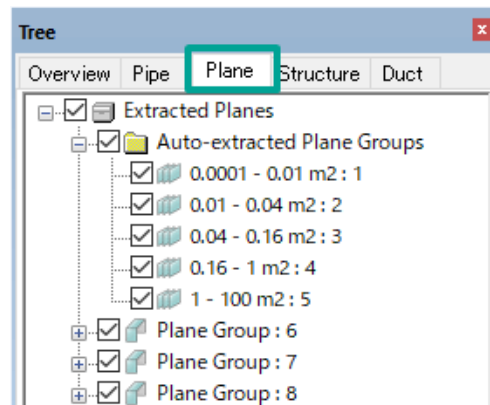 Tree
Overview Pipe Plane Structure Duct
Extracted Planes
Auto-extracted Plane Groups
0.0001 - 0.01 m2 : 1
0.01 - 0.04 m2 : 2
0.04 - 0.16 m2 : 3
0.16 - 1 m2 : 4
1 - 100 m2 : 5
Plane Group : 6
Plane Group : 7
Plane Group : 8